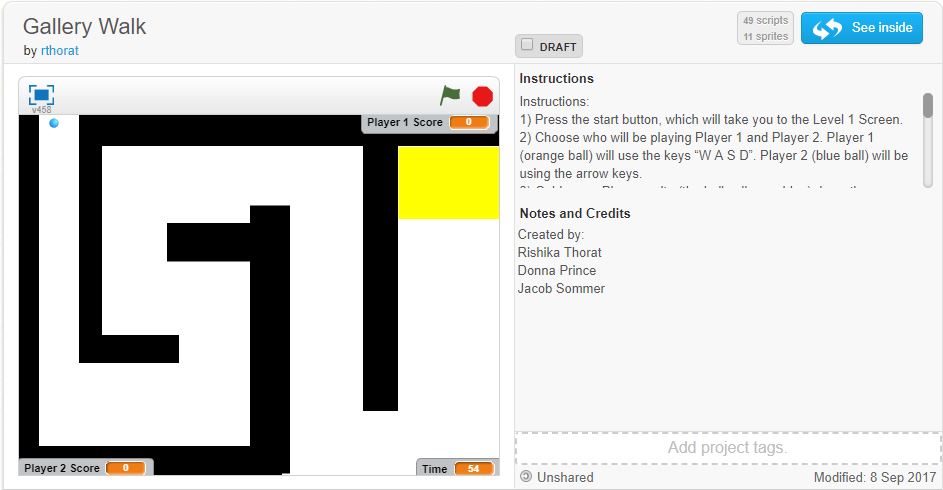 Gallery Walk
by rthorat
DRAFT
49 scripts
11 sprites
See inside
v458
Player 1 Score 0
Player 2 Score 0
Time 54
Instructions
Instructions:
1) Press the start button, which will take you to the Level 1 Screen.
2) Choose who will be playing Player 1 and Player 2. Player 1
(orange ball) will use the keys “W A S D”. Player 2 (blue ball) will be
using the arrow keys.
Notes and Credits
Created by:
Rishika Thorat
Donna Prince
Jacob Sommer
Add project tags.
Unshared
Modified: 8 Sep 2017